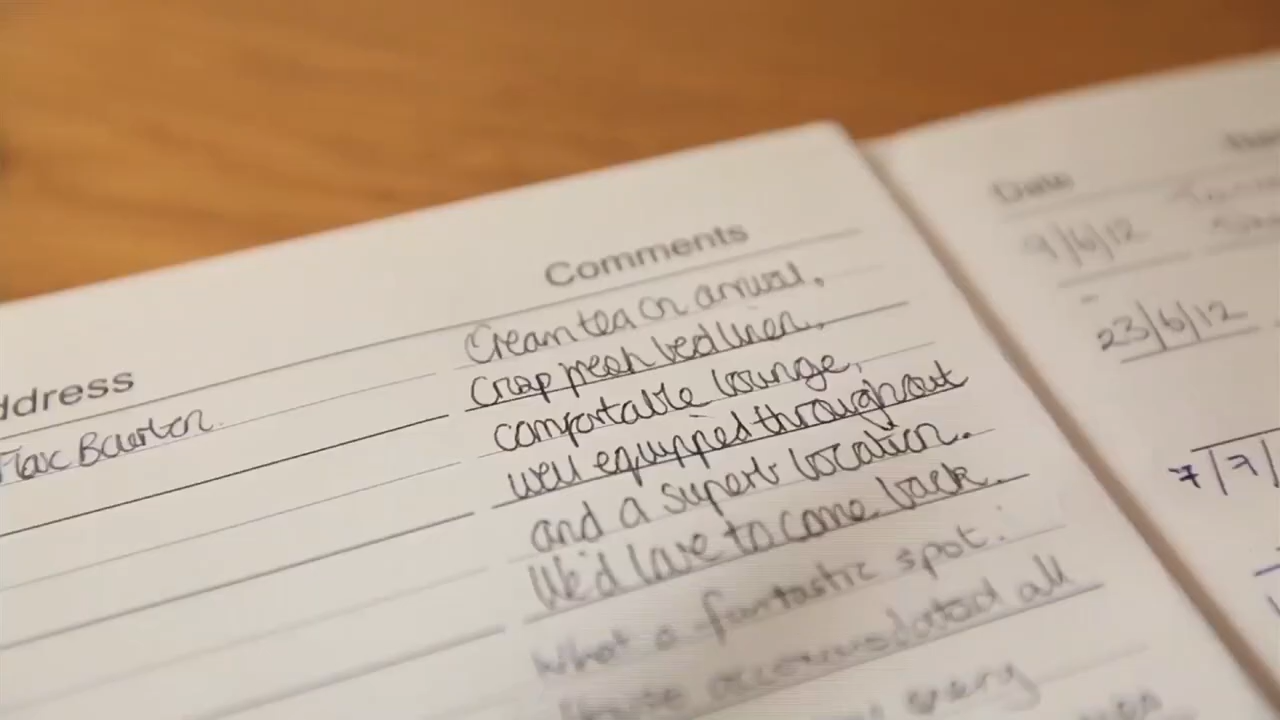 Comments
Cream tea on arrival,
Crisp fresh bed linen,
comfortable lounge,
well equipped throughout
and a superb location.
We'd love to come back.
What a fantastic spot.
accommodated all
every
ddress
Flax Bourton.
Date
9/6/12
23/6/12
7/7/